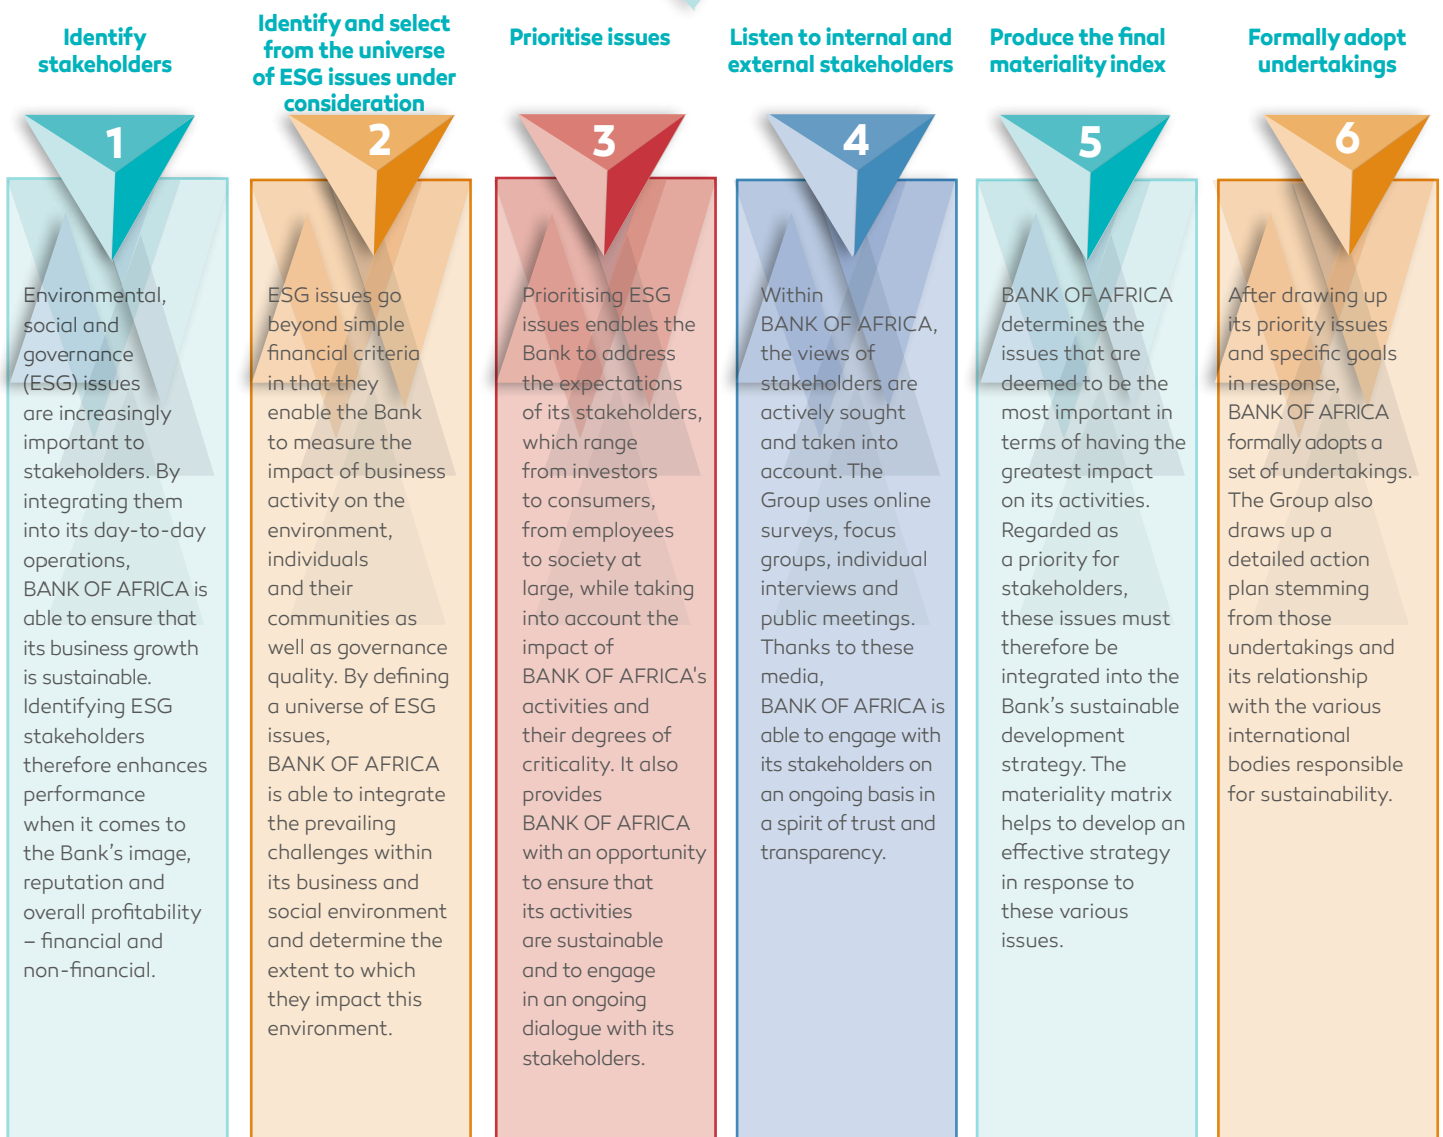 Identify
stakeholders
1
Environmental,
social and
governance
(ESG) issues
are increasingly
important to
stakeholders. By
integrating them
into its day-to-day
operations,
BANK OF AFRICA is
able to ensure that
its business growth
is sustainable.
Identifying ESG
stakeholders
therefore enhances
performance
when it comes to
the Bank’s image,
reputation and
overall profitability
– financial and
non-financial.
Identify and select
from the universe
of ESG issues under
consideration
2
ESG issues go
beyond simple
financial criteria
in that they
enable the Bank
to measure the
impact of business
activity on the
environment,
individuals
and their
communities as
well as governance
quality. By defining
a universe of ESG
issues,
BANK OF AFRICA
is able to integrate
the prevailing
challenges within
its business and
social environment
and determine the
extent to which
they impact this
environment.
Prioritise issues
3
Prioritising ESG
issues enables the
Bank to address
the expectations
of its stakeholders,
which range
from investors
to consumers,
from employees
to society at
large, while taking
into account the
impact of
BANK OF AFRICA's
activities and
their degrees of
criticality. It also
provides
BANK OF AFRICA
with an opportunity
to ensure that
its activities
are sustainable
and to engage
in an ongoing
dialogue with its
stakeholders.
Listen to internal and
external stakeholders
4
Within
BANK OF AFRICA,
the views of
stakeholders are
actively sought
and taken into
account. The
Group uses online
surveys, focus
groups, individual
interviews and
public meetings.
Thanks to these
media,
BANK OF AFRICA is
able to engage with
its stakeholders on
an ongoing basis in
a spirit of trust and
transparency.
Produce the final
materiality index
5
BANK OF AFRICA
determines the
issues that are
deemed to be the
most important in
terms of having the
greatest impact
on its activities.
Regarded as
a priority for
stakeholders,
these issues must
therefore be
integrated into the
Bank’s sustainable
development
strategy. The
materiality matrix
helps to develop an
effective strategy
in response to
these various
issues.
Formally adopt
undertakings
6
After drawing up
its priority issues
and specific goals
in response,
BANK OF AFRICA
formally adopts a
set of undertakings.
The Group also
draws up a
detailed action
plan stemming
from those
undertakings and
its relationship
with the various
international
bodies responsible
for sustainability.